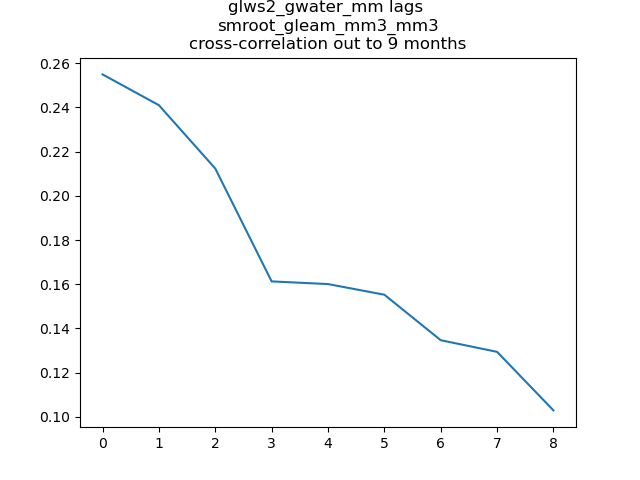 glws2_gwater_mm lags
smroot_gleam_mm3_mm3
cross-correlation out to 9 months
0.26
0.24
0.22
0.20
0.18
0.16
0.14
0.12
0.10
0 1 2 3 4 5 6 7 8